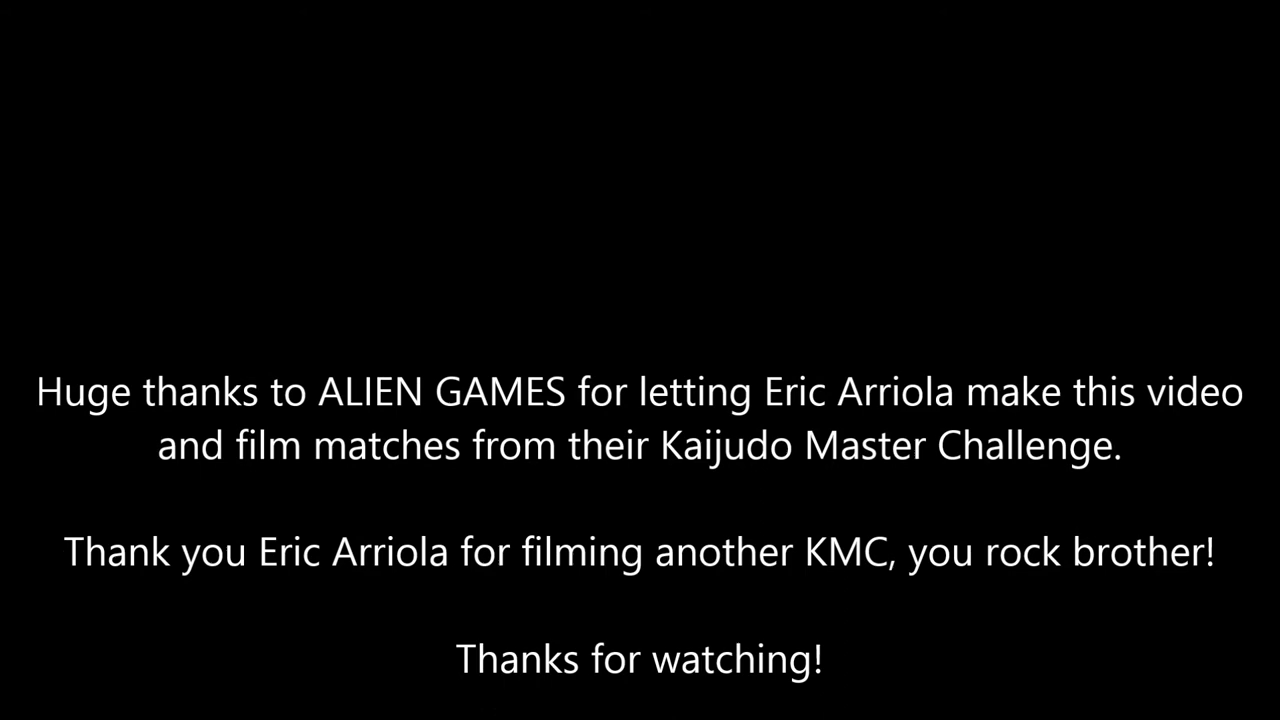 Huge thanks to ALIEN GAMES for letting Eric Arriola make this video
and film matches from their Kaijudo Master Challenge.
Thank you Eric Arriola for filming another KMC, you rock brother!
Thanks for watching!